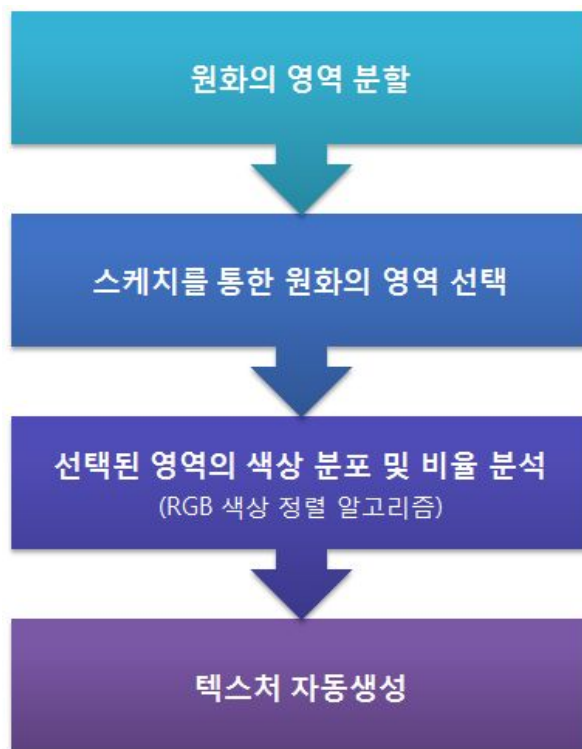 원화의 영역 분할
스케치를 통한 원화의 영역 선택
선택된 영역의 색상 분포 및 비율 분석
(RGB 색상 정렬 알고리즘)
텍스처 자동생성